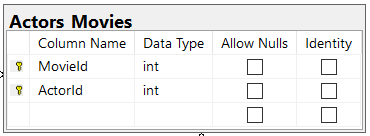 Actors Movies
Column Name Data Type Allow Nulls Identity
MovieId int
ActorId int